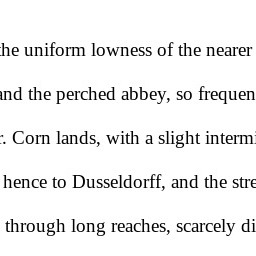 the uniform lowness of the nearer
and the perched abbey, so frequen
r. Corn lands, with a slight intermi
hence to Dusseldorff, and the stre
through long reaches, scarcely di